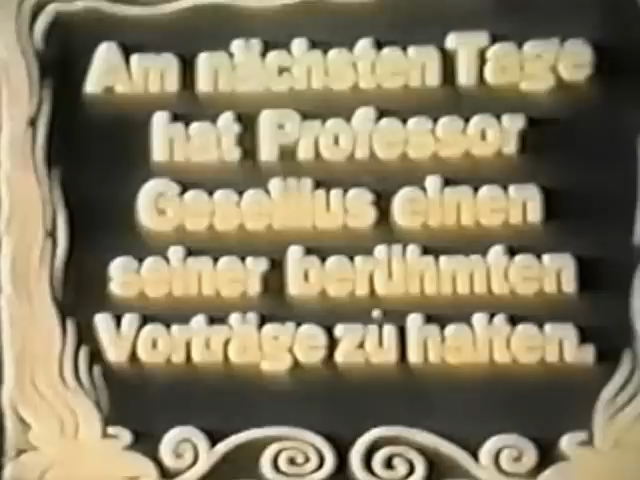 Am nächsten Tage
hat Professor
Gesellius einen
seiner berühmten
Vorträge zu halten.